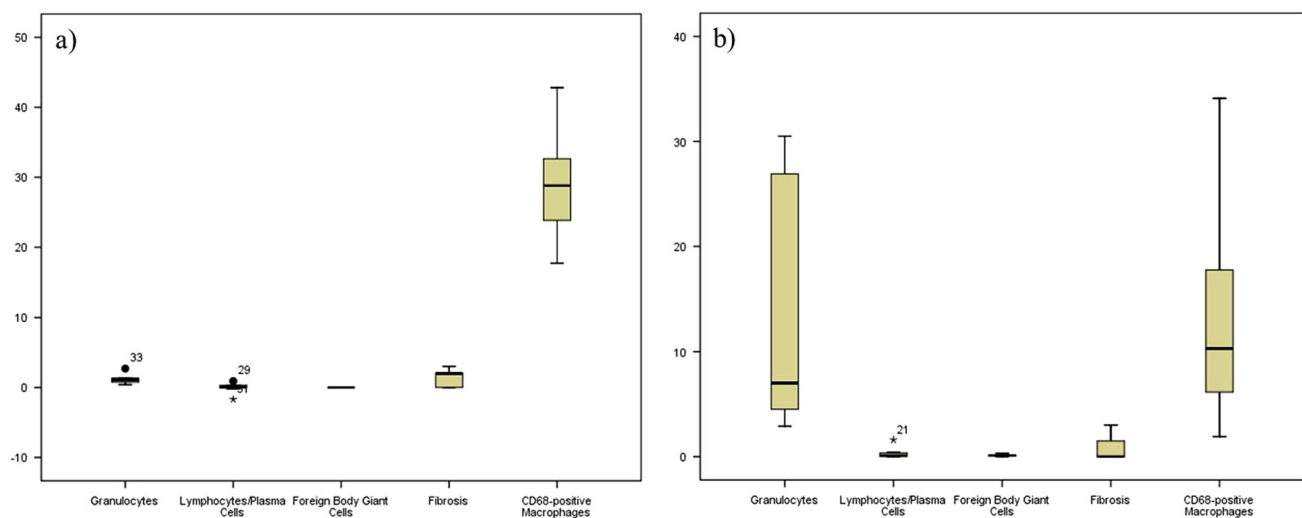 a)
50
40
30
20
10
0
-10
33
29
31
*
Granulocytes
Lymphocytes/Plasma
Cells
Foreign Body Giant
Cells
Fibrosis
CD68-positive
Macrophages
b)
40
30
20
10
0
21
*
Granulocytes
Lymphocytes/Plasma
Cells
Foreign Body Giant
Cells
Fibrosis
CD68-positive
Macrophages